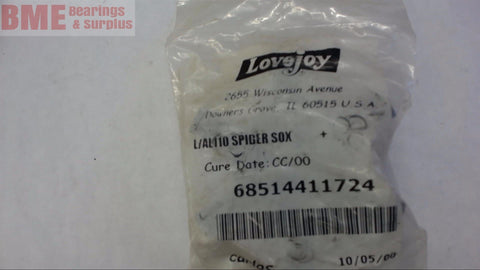 BME Bearings & Surplus
Lovejoy
2655 Wisconsin Avenue
Downers Grove, IL 60515 U S A
L/AL110 SPIDER SOX +
Cure Date: CC/00
68514411724
Carlos 10/05/00